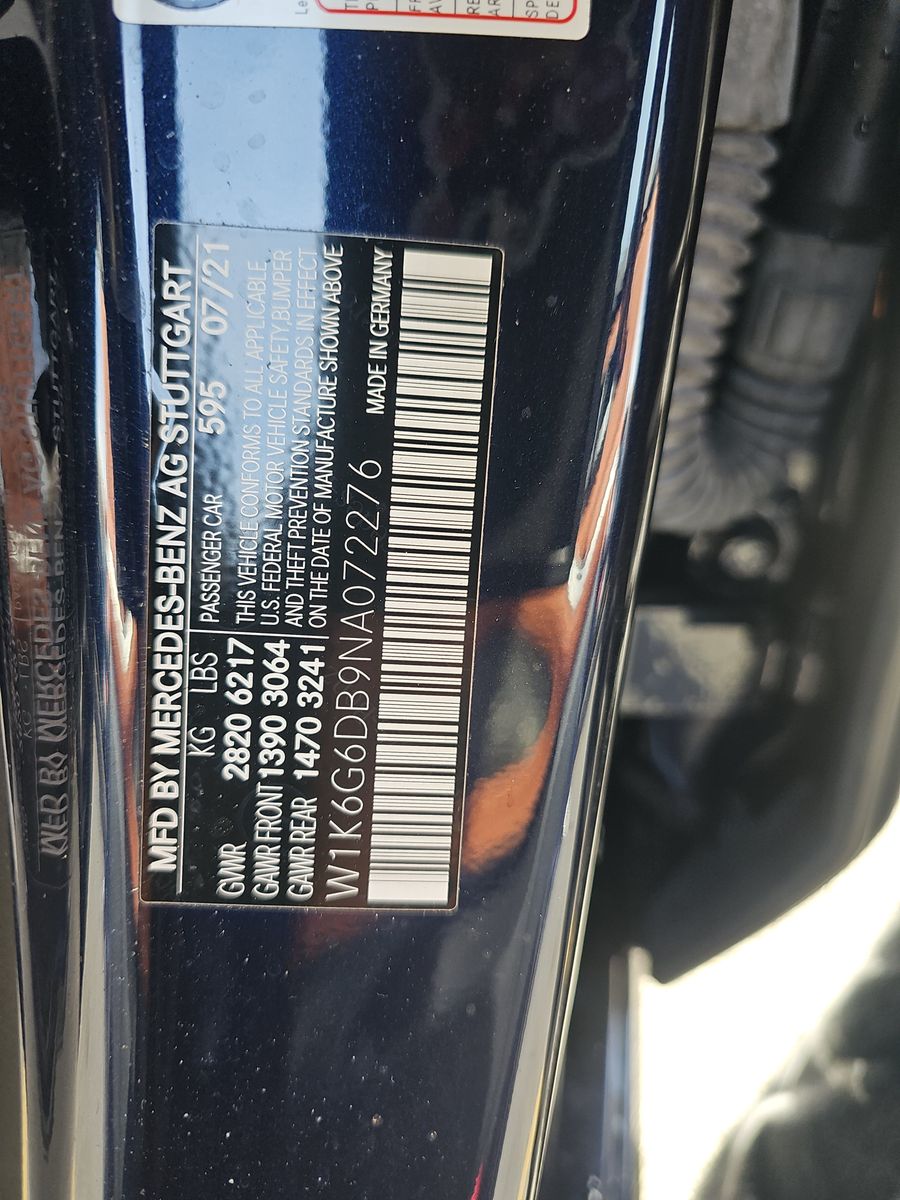 MFD BY MERCEDES-BENZ AG STUTTGART
KG LBS
GVWR 2820 6217
GAWR FRONT 1390 3064
GAWR REAR 1470 3241
PASSENGER CAR 595 07/21
THIS VEHICLE CONFORMS TO ALL APPLICABLE
U.S. FEDERAL MOTOR VEHICLE SAFETY,BUMPER
AND THEFT PREVENTION STANDARDS IN EFFECT
ON THE DATE OF MANUFACTURE SHOWN ABOVE
W1K6G6DB9NA072276 MADE IN GERMANY